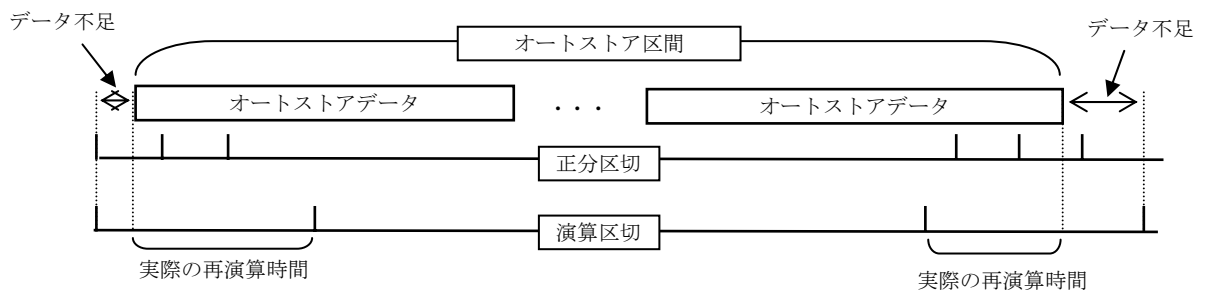 データ不足
オートストア区間
データ不足
オートストアデータ
・・・
オートストアデータ
正分区切
演算区切
実際の再演算時間
実際の再演算時間